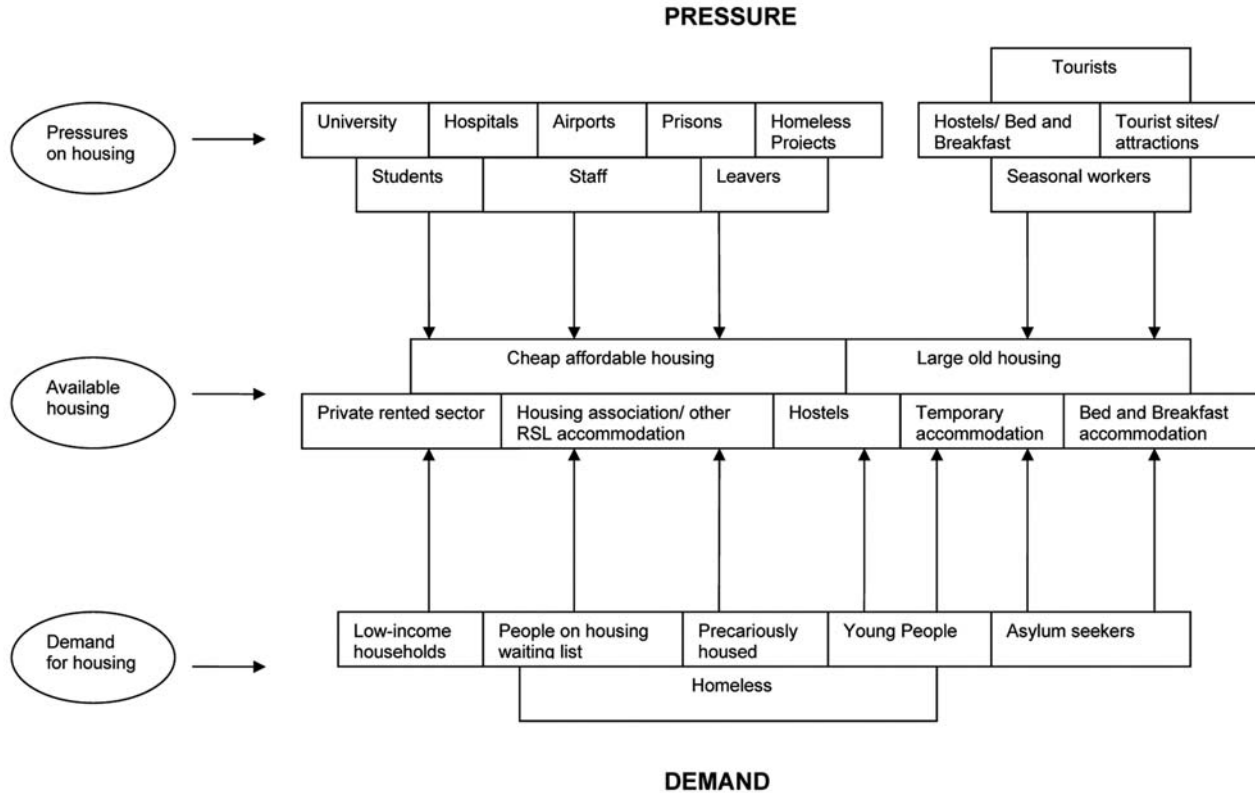 PRESSURE
Tourists
Pressures
on housing
University
Hospitals
Airports
Prisons
Homeless
Projects
Hostels/ Bed and
Breakfast
Tourist sites/
attractions
Students
Staff
Leavers
Seasonal workers
Available
housing
Cheap affordable housing
Large old housing
Private rented sector
Housing association/ other
RSL accommodation
Hostels
Temporary
accommodation
Bed and Breakfast
accommodation
Demand
for housing
Low-income
households
People on housing
waiting list
Precariously
housed
Young People
Asylum seekers
Homeless
DEMAND